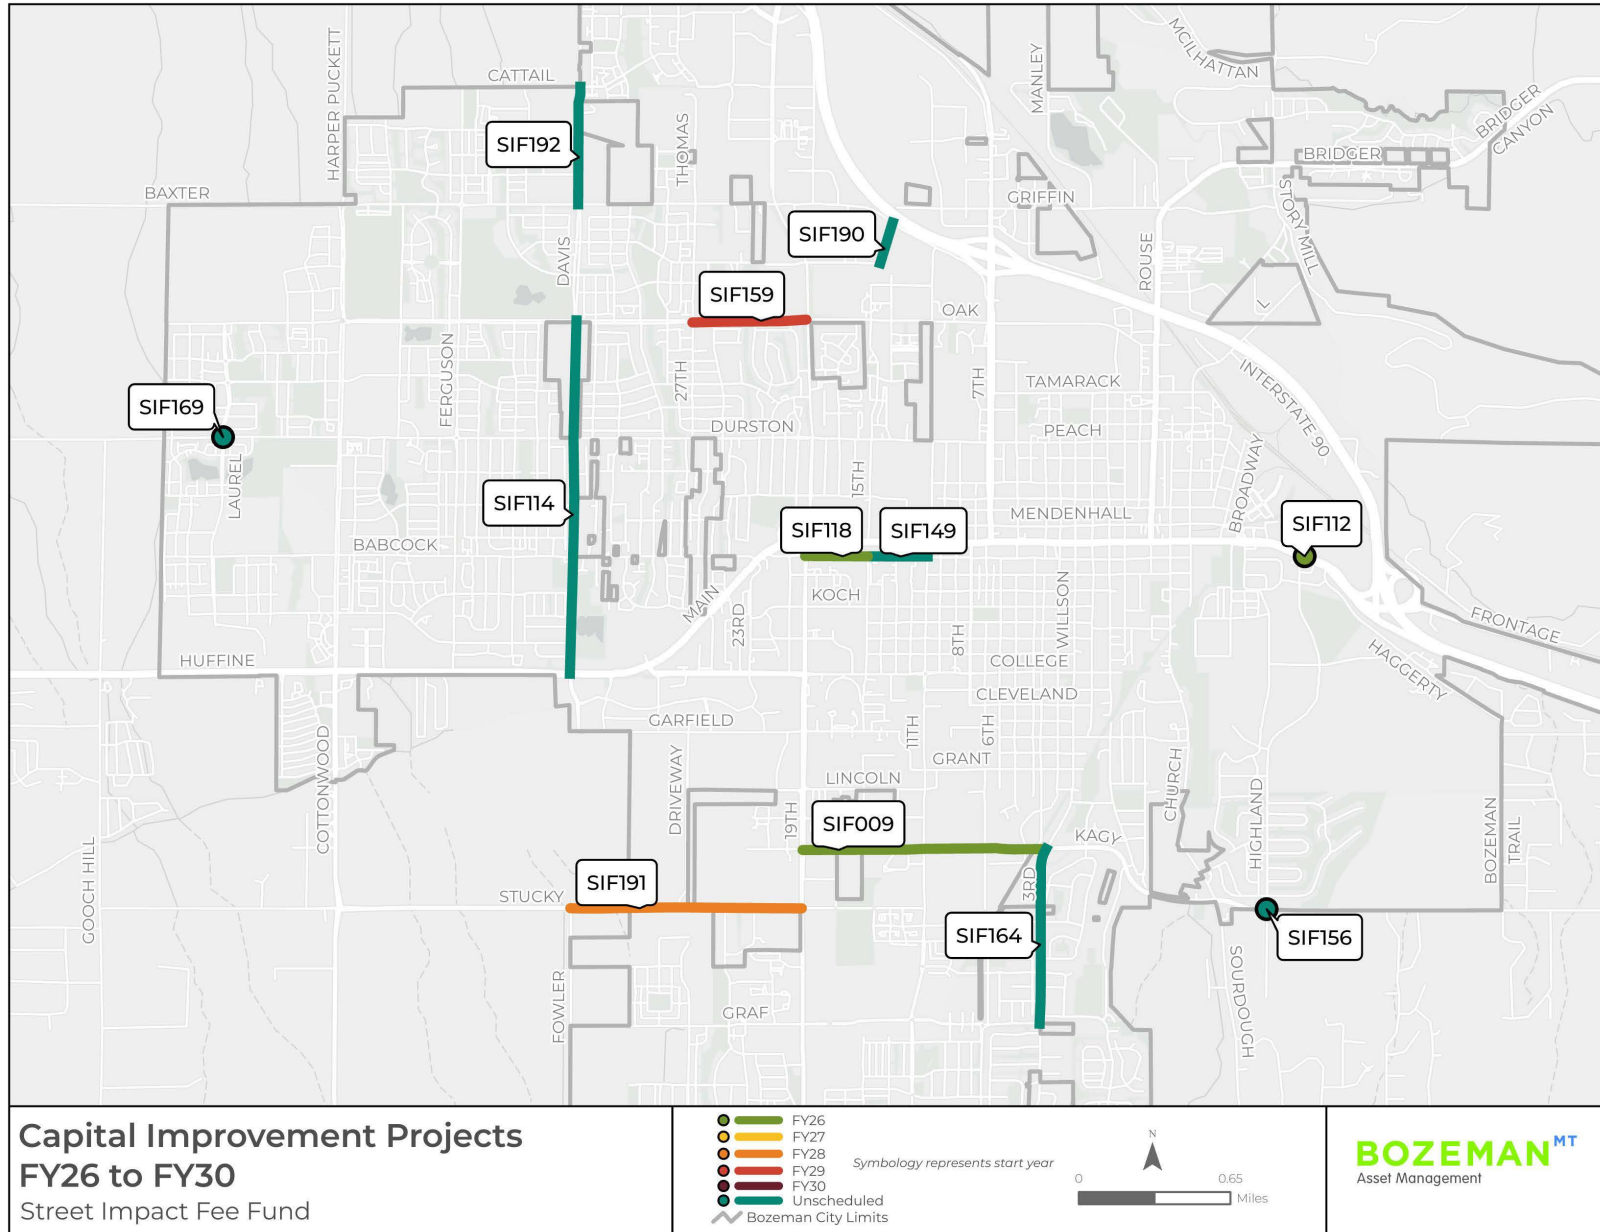 MCILHATTAN
HARPER PUCKETT
MANLEY
CATTAIL
BRIDGER
CANYON
SIF192
THOMAS
BRIDGER
BAXTER
GRIFFIN
STORY MILL
SIF190
DAVIS
ROUSE
SIF159
OAK
L
FERGUSON
27TH
7TH
TAMARACK
INTERSTATE 90
SIF169
DURSTON
PEACH
LAUREL
15TH
BROADWAY
SIF114
SIF118
SIF149
MENDENHALL
SIF112
BABCOCK
MAIN
KOCH
23RD
8TH
WILLSON
FRONTAGE
HUFFINE
COLLEGE
HAGGERTY
CLEVELAND
GARFIELD
11TH
6TH
COTTONWOOD
DRIVEWAY
GRANT
CHURCH
LINCOLN
19TH
SIF009
KAGY
HIGHLAND
BOZEMAN
TRAIL
GOOCH HILL
SIF191
STUCKY
3RD
SIF164
SIF156
FOWLER
SOURDOUGH
GRAF
Capital Improvement Projects
FY26 to FY30
Street Impact Fee Fund
FY26
FY27
FY28
FY29
FY30
Unscheduled
Bozeman City Limits
Symbology represents start year
N
0 0.65
Miles
BOZEMAN MT
Asset Management